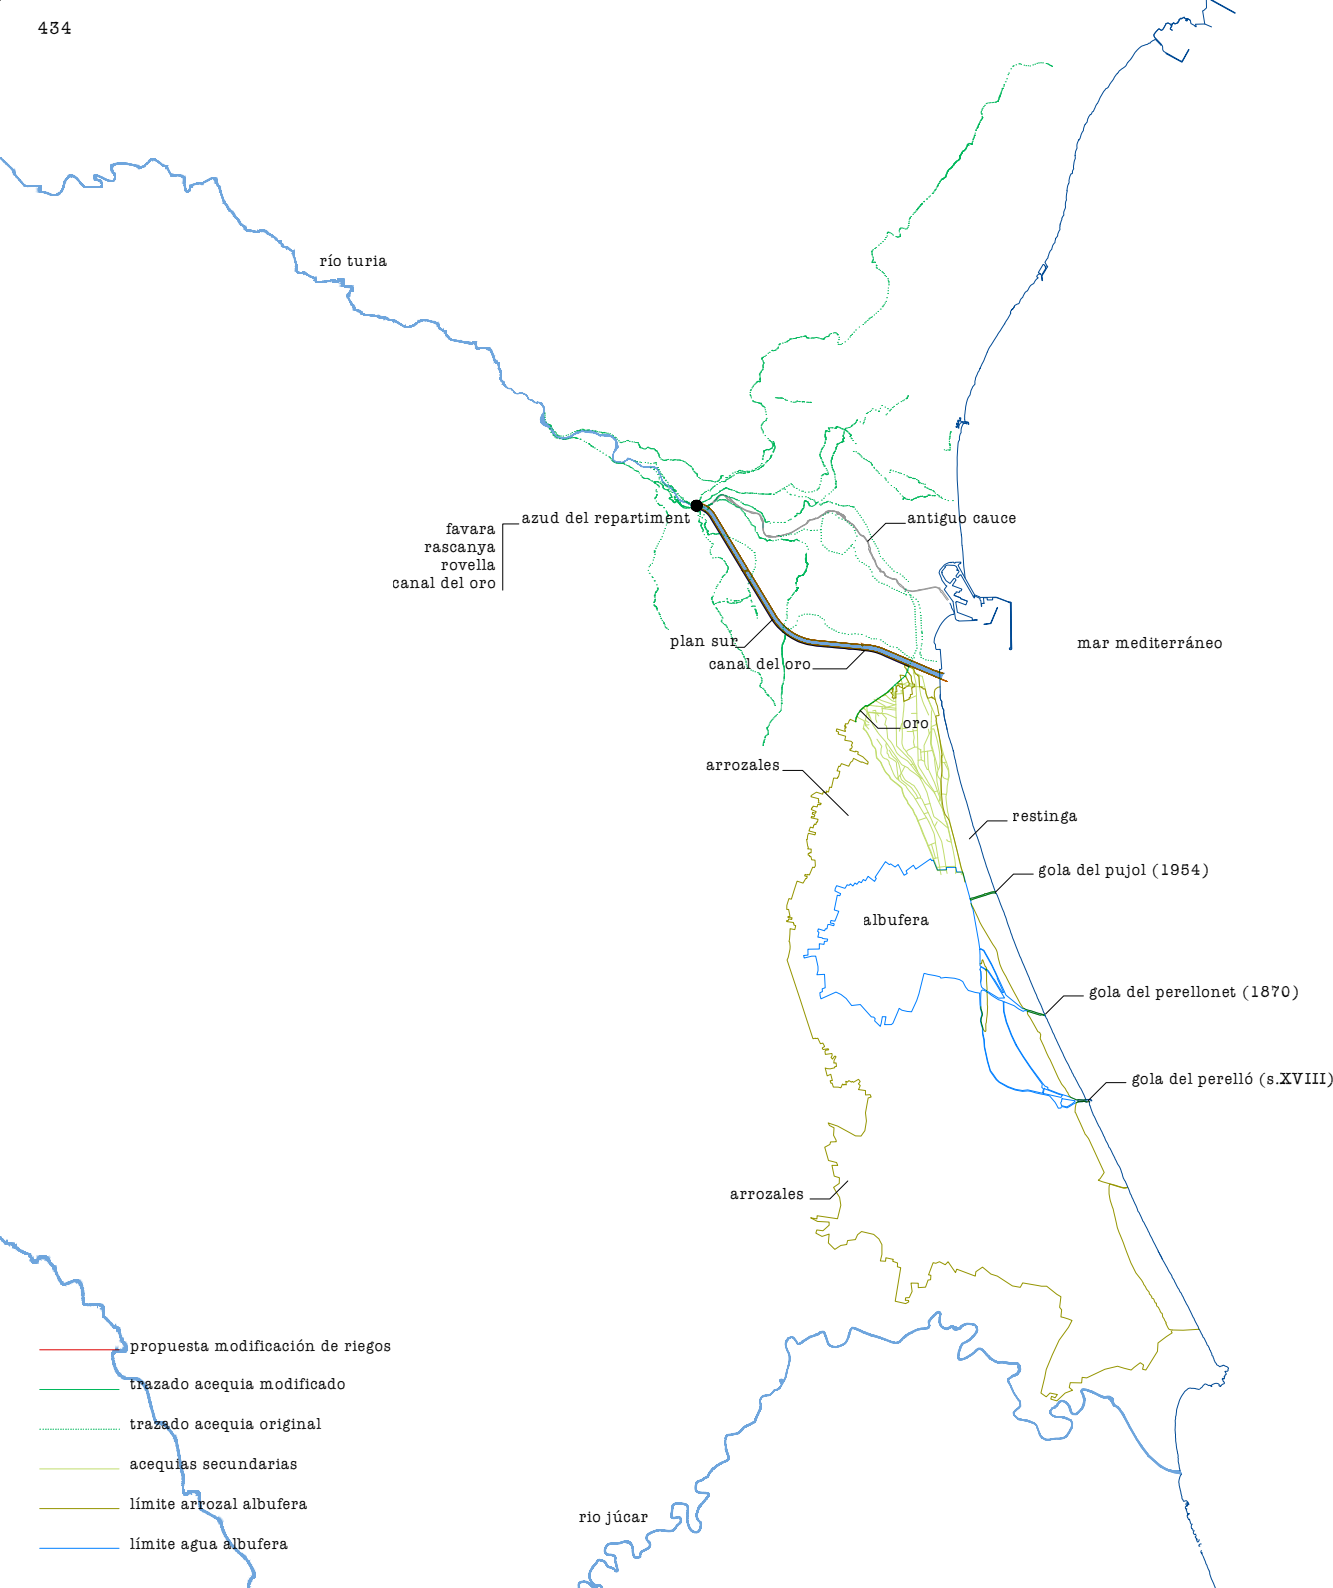 434
río turia
azud del repartiment
favara
rascanya
rovella
canal del oro
antiguo cauce
plan sur
canal del oro
mar mediterráneo
oro
arrozales
restinga
gola del pujol (1954)
albufera
gola del perellonet (1870)
gola del perelló (s.XVIII)
arrozales
propuesta modificación de riegos
trazado acequia modificado
trazado acequia original
acequias secundarias
límite arrozal albufera
límite agua albufera
rio júcar